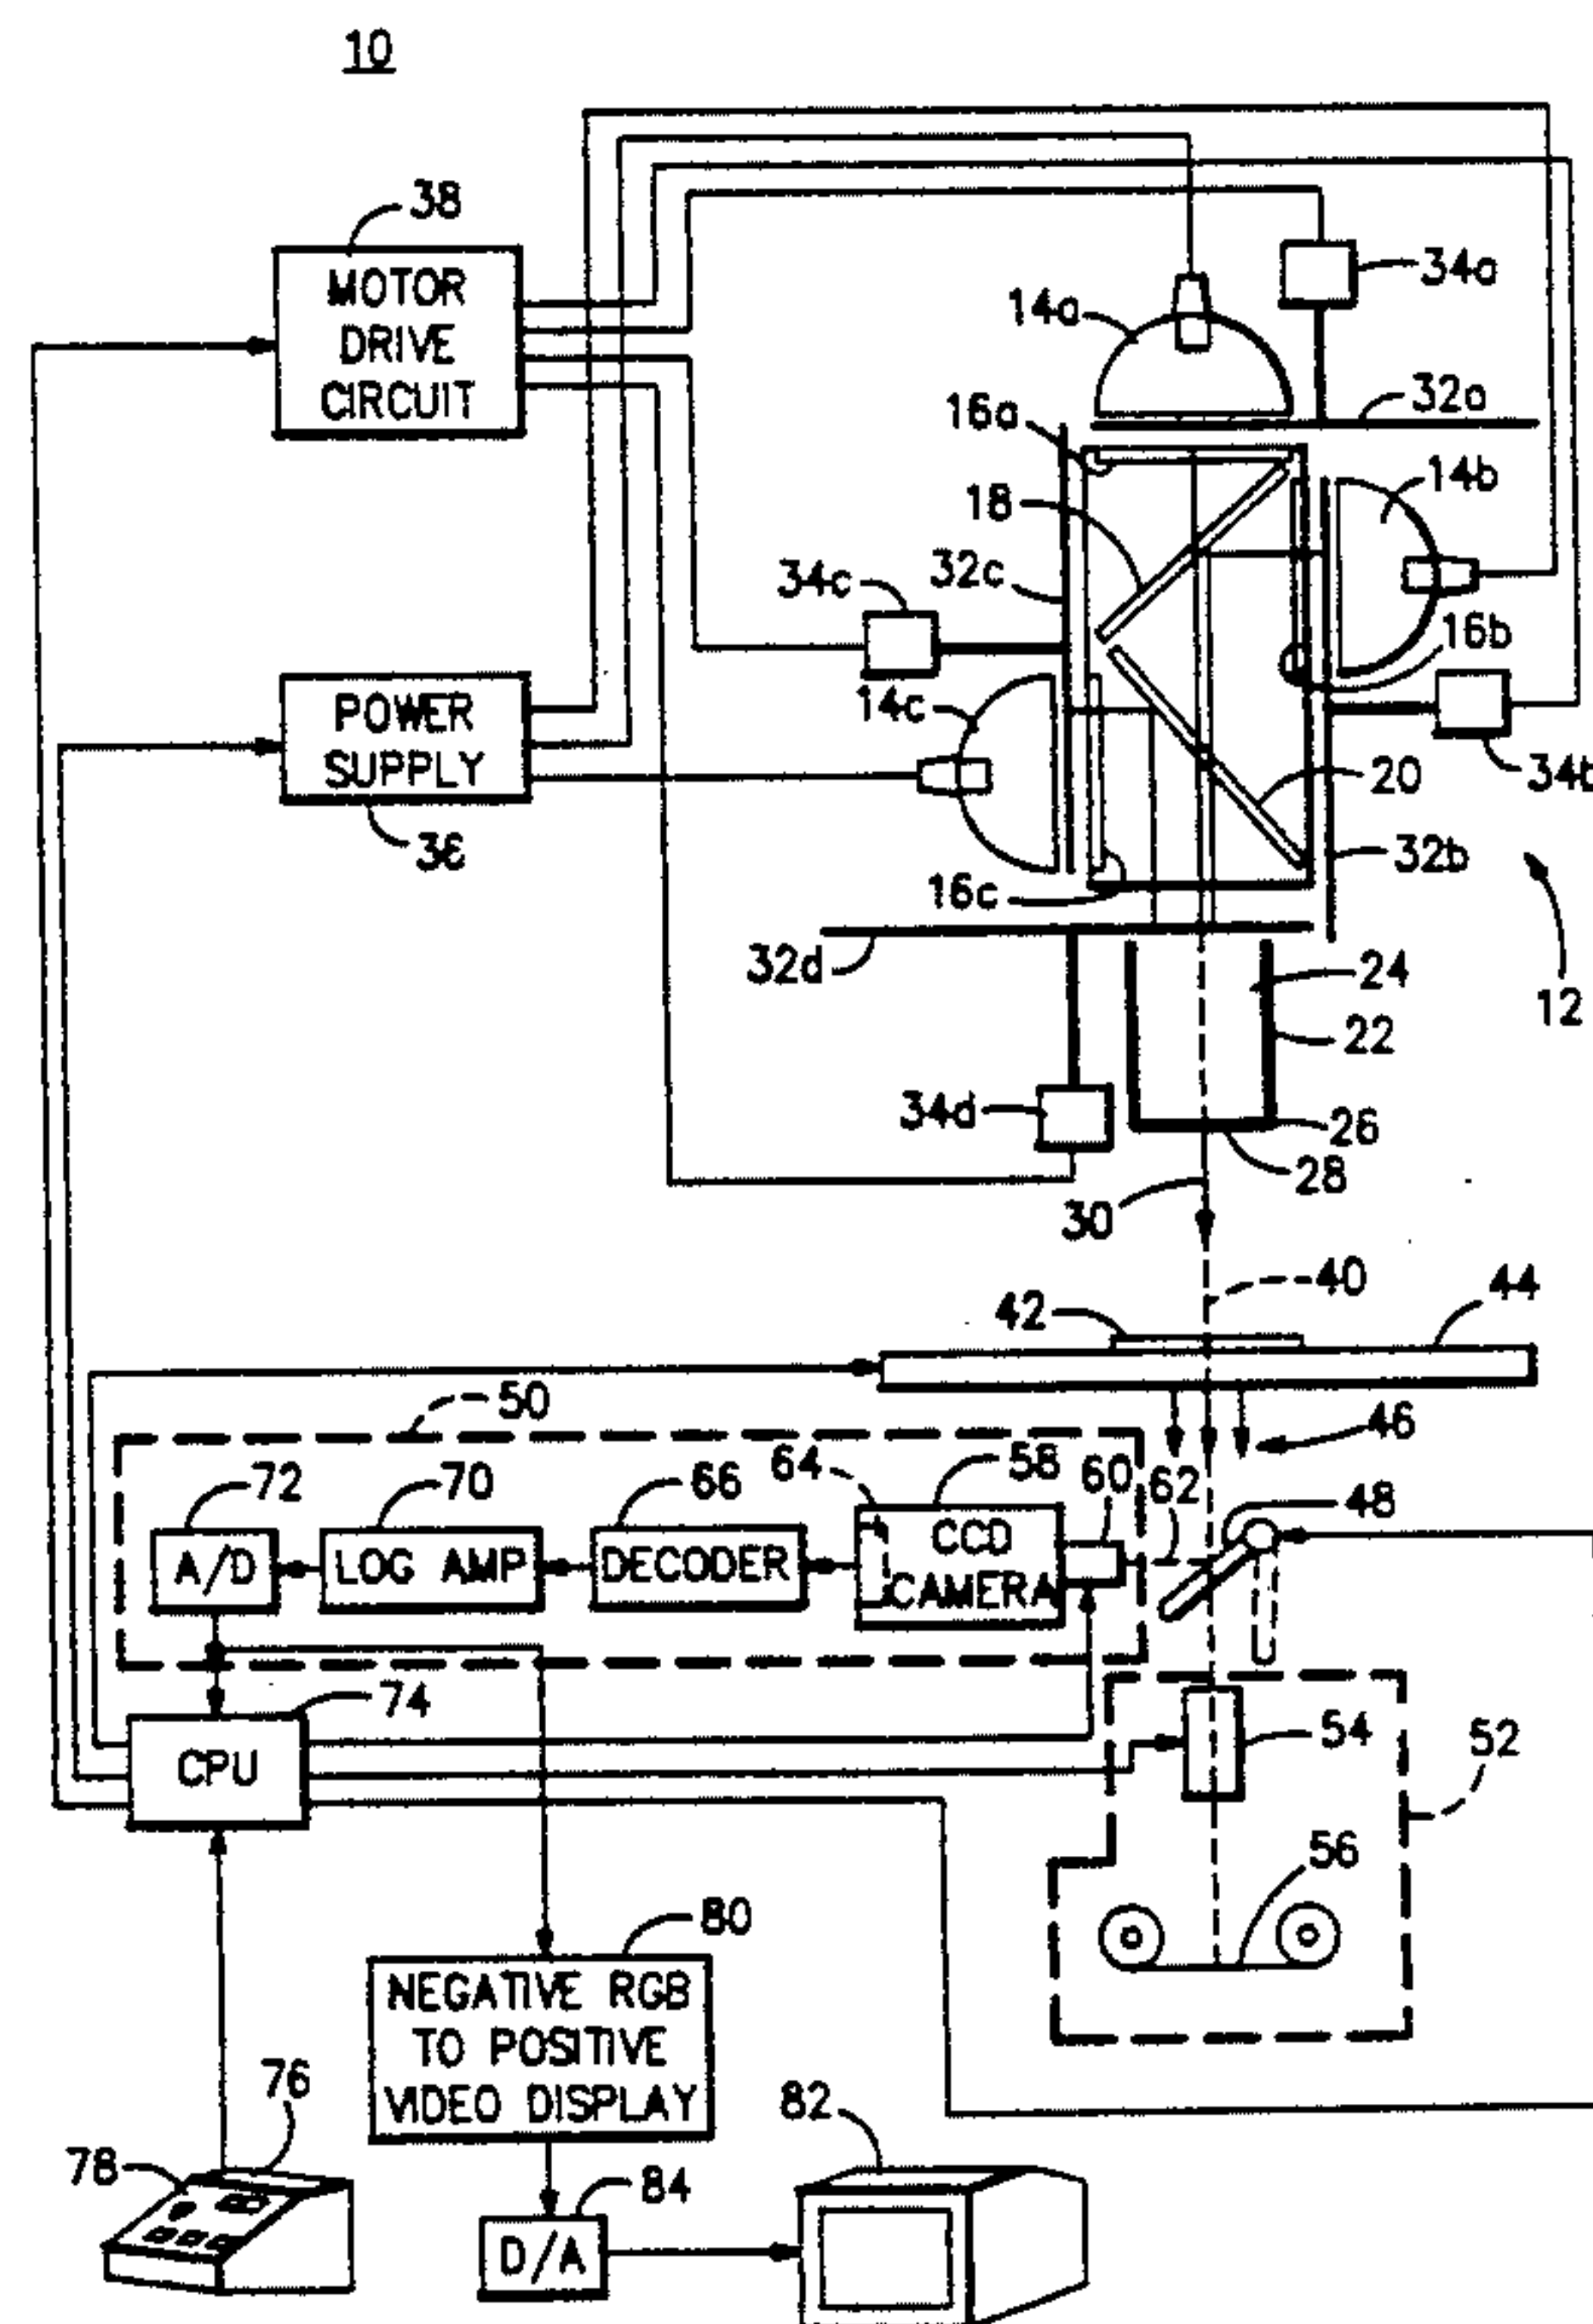 10
38
MOTOR
DRIVE
CIRCUIT
34a
14a
32a
16a
14b
18
34c
32c
16b
POWER
SUPPLY
14c
34b
20
36
32b
16c
32d
24
12
22
34d
26
28
30
40
42
44
50
46
72
70
66
64
58
60
62
48
A/D
LOG AMP
DECODER
CCD
CAMERA
74
CPU
54
52
56
80
NEGATIVE RGB
TO POSITIVE
VIDEO DISPLAY
76
82
78
84
D/A